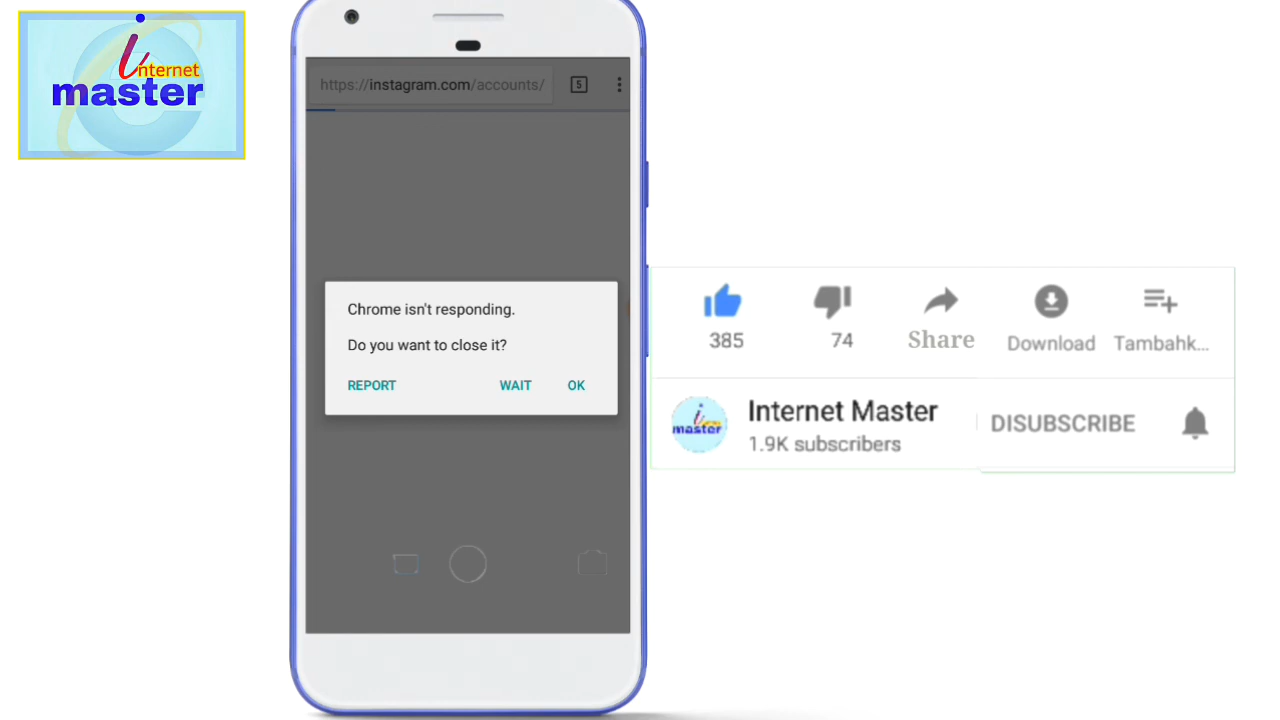 internet
master
https://instagram.com/accounts/
5
Chrome isn't responding.
Do you want to close it?
REPORT WAIT OK
385 74 Share Download Tambahk...
internet
master
Internet Master
1.9K subscribers
DISUBSCRIBE